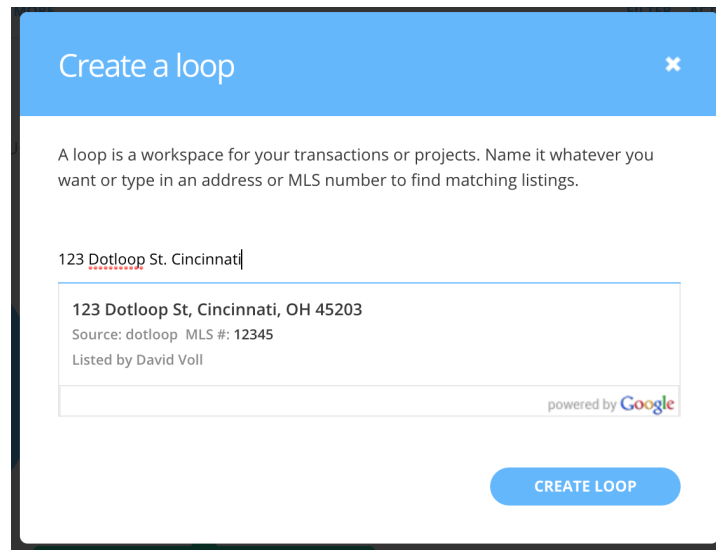 Create a loop
A loop is a workspace for your transactions or projects. Name it whatever you
want or type in an address or MLS number to find matching listings.
123 Dotloop St. Cincinnati
123 Dotloop St, Cincinnati, OH 45203
Source: dotloop MLS #: 12345
Listed by David Voll
powered by Google
CREATE LOOP